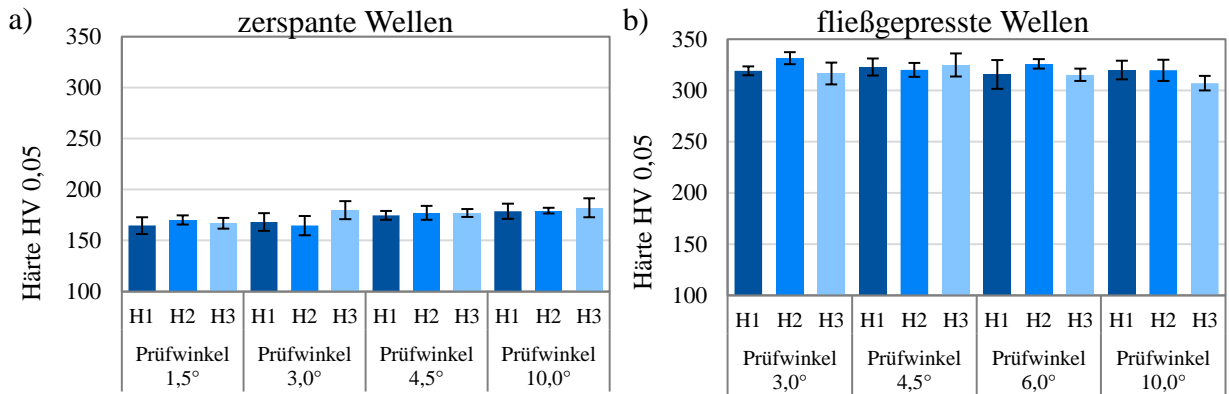 a)
zerspante Wellen
350
300
250
200
150
100
Härte HV 0,05
H1 H2 H3 H1 H2 H3 H1 H2 H3 H1 H2 H3
Prüfwinkel Prüfwinkel Prüfwinkel Prüfwinkel
1,5° 3,0° 4,5° 10,0°
b)
fließgepresste Wellen
350
300
250
200
150
100
Härte HV 0,05
H1 H2 H3 H1 H2 H3 H1 H2 H3 H1 H2 H3
Prüfwinkel Prüfwinkel Prüfwinkel Prüfwinkel
3,0° 4,5° 6,0° 10,0°